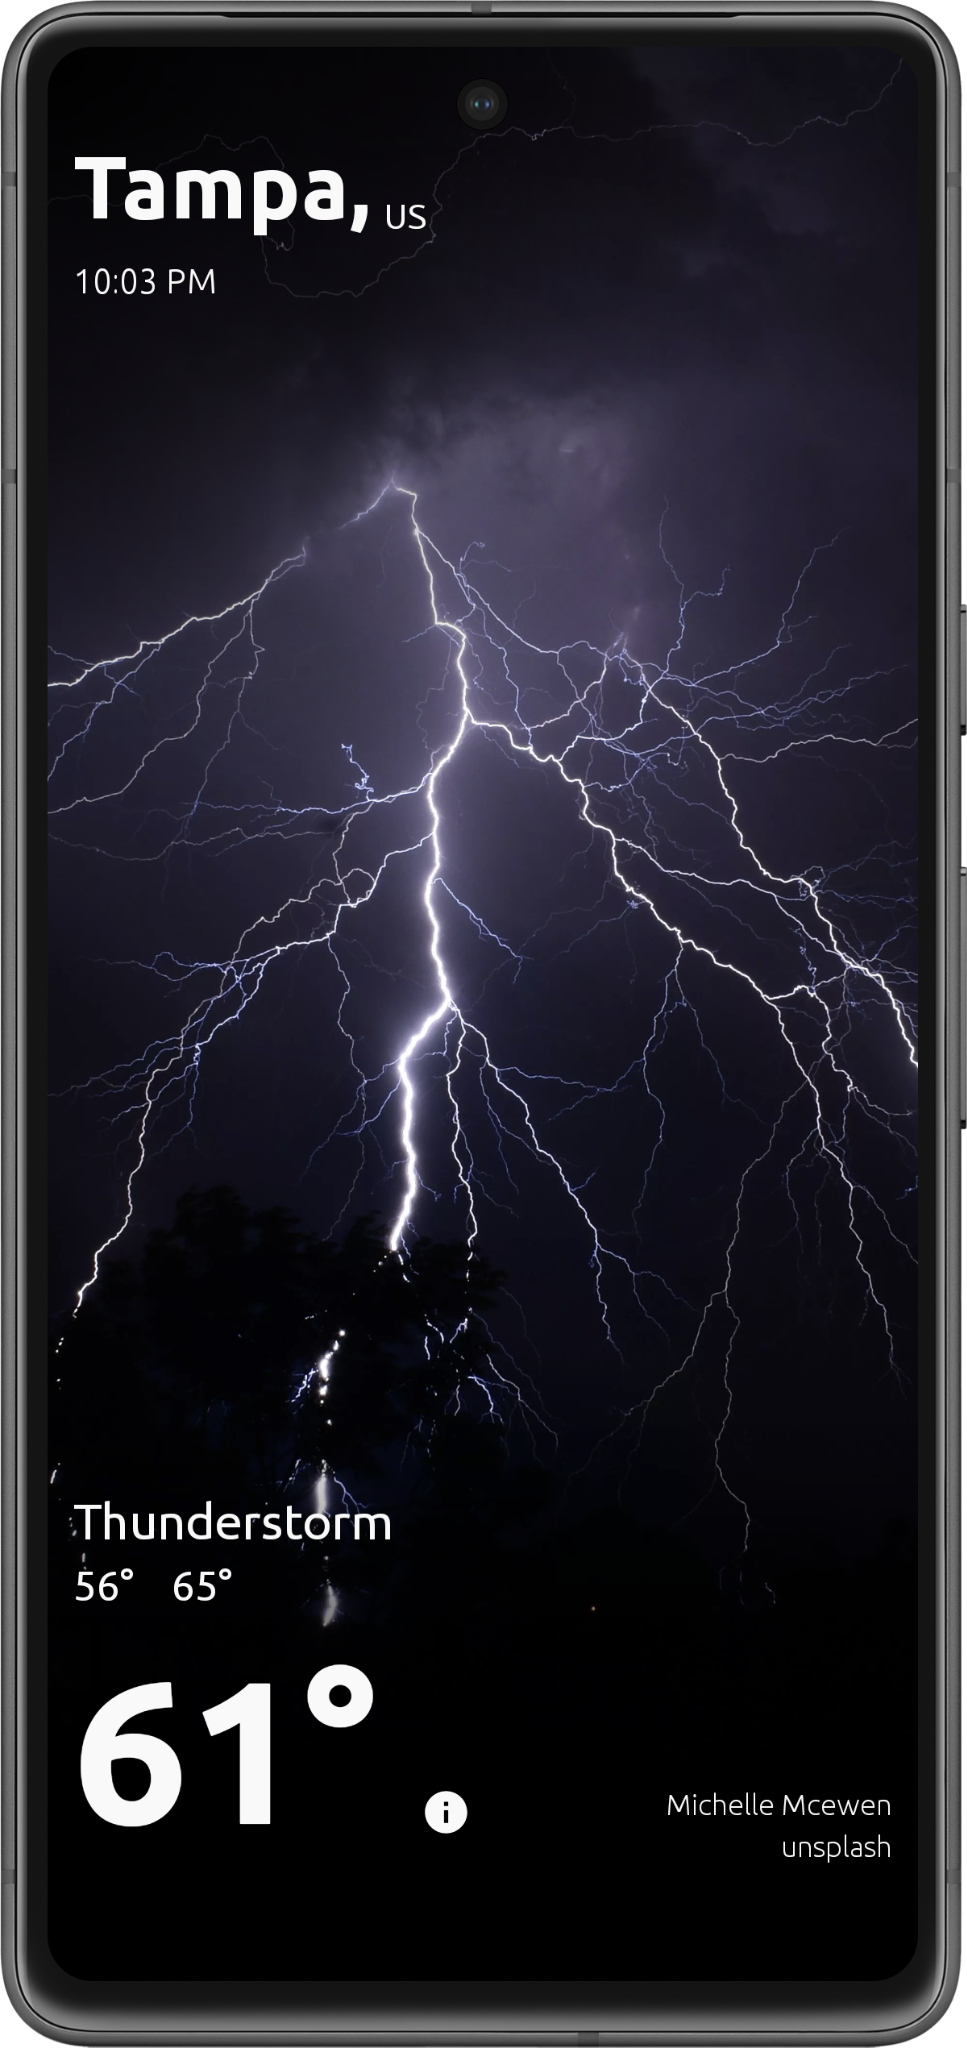 Tampa, US
10:03 PM
Thunderstorm
56° 65°
61°
Michelle Mcewen
unsplash